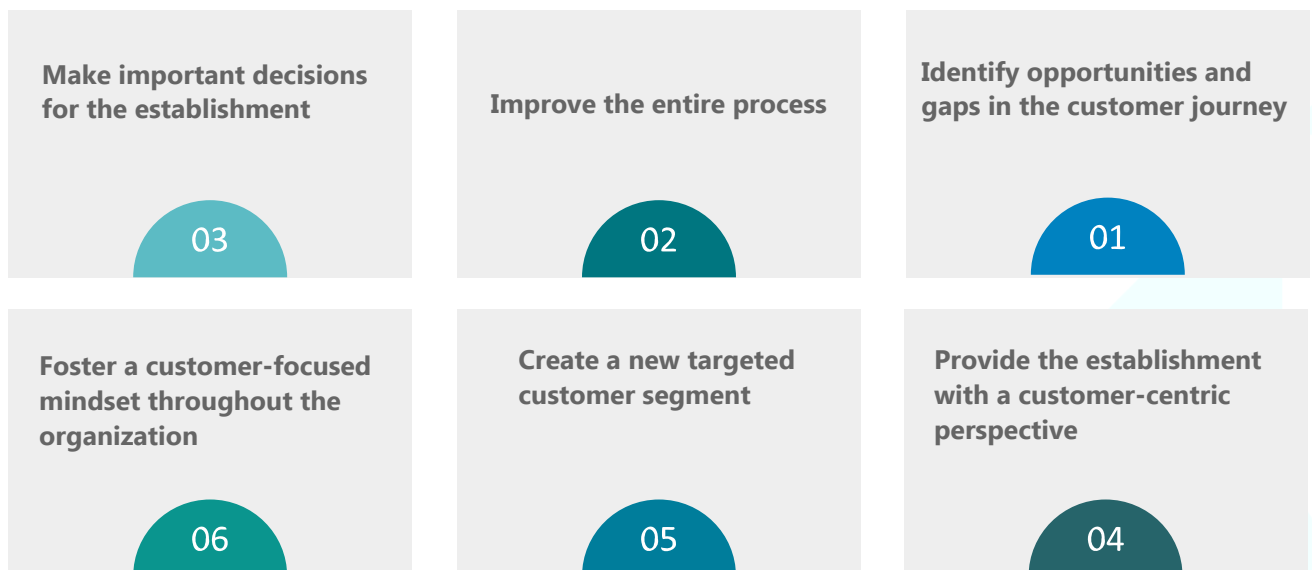 Identify opportunities and
gaps in the customer journey
01
Improve the entire process
02
Make important decisions
for the establishment
03
Provide the establishment
with a customer-centric
perspective
04
Create a new targeted
customer segment
05
Foster a customer-focused
mindset throughout the
organization
06